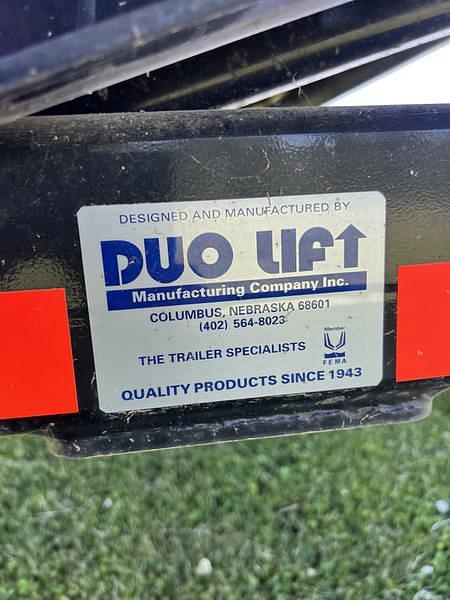 DESIGNED AND MANUFACTURED BY
DUO LIFT
Manufacturing Company Inc.
COLUMBUS, NEBRASKA 68601
(402) 564-8023
THE TRAILER SPECIALISTS
Member
FEMA
QUALITY PRODUCTS SINCE 1943